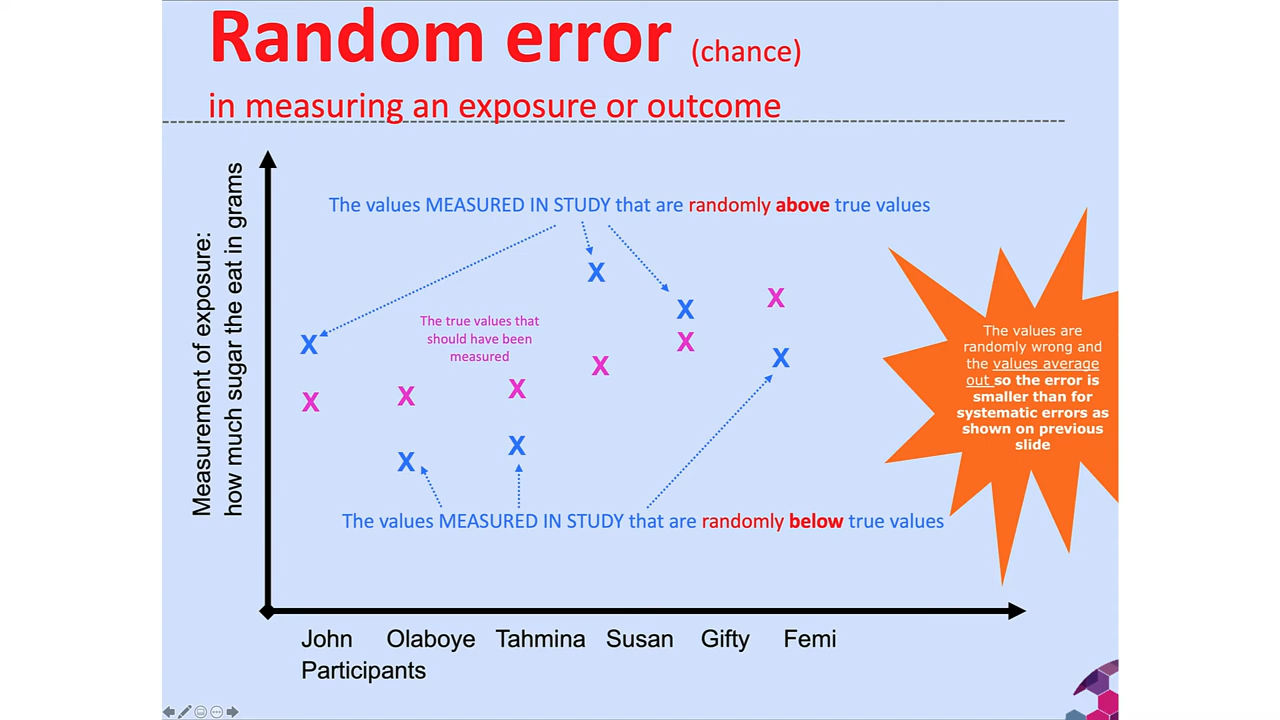 Random error (chance)
in measuring an exposure or outcome
Measurement of exposure:
how much sugar the eat in grams
The values MEASURED IN STUDY that are randomly above true values
X
X
X
X
X
X
X
X
X
X
X
X
The true values that
should have been
measured
The values are
randomly wrong and
the values average
out so the error is
smaller than for
systematic errors as
shown on previous
slide
The values MEASURED IN STUDY that are randomly below true values
John Olaboye Tahmina Susan Gifty Femi
Participants